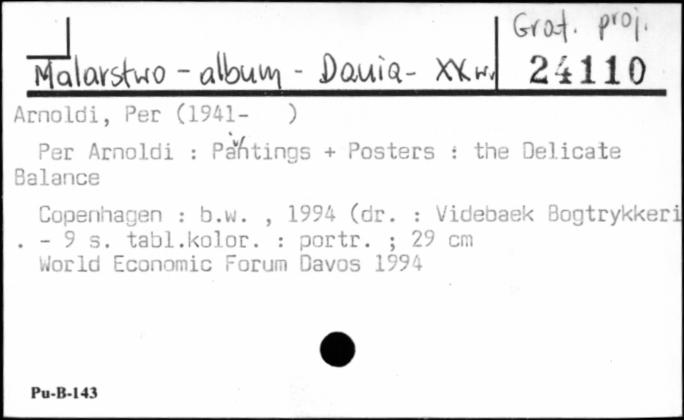 Graf. proj.
Malarstwo - album - Dania - XX w.
24110
Arnoldi, Per (1941-    )
Per Arnoldi : Paintings + Posters : the Delicate
Balance
Copenhagen : b.w. , 1994 (dr. : Videbaek Bogtrykkeri
. - 9 s. tabl.kolor. : portr. ; 29 cm
World Economic Forum Davos 1994
Pu-B-143